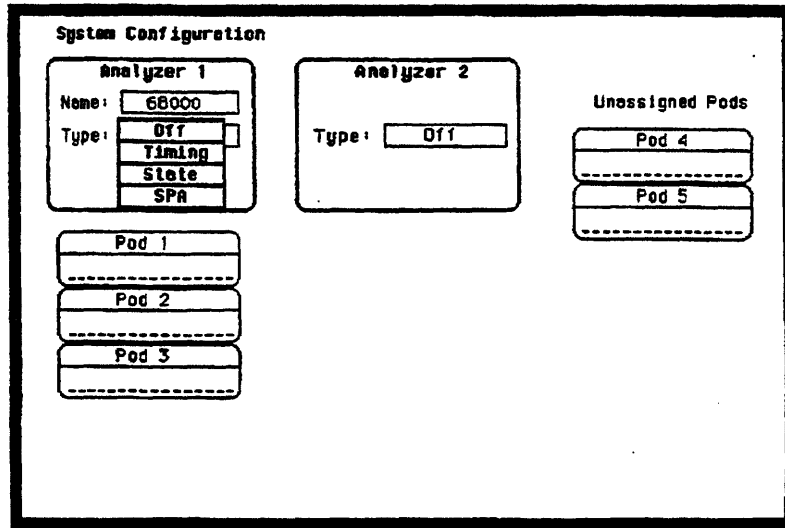 System Configuration
Analyzer 1
Name: 68000
Type:
Off
Timing
State
SPA
Analyzer 2
Type: Off
Unassigned Pods
Pod 4
Pod 5
Pod 1
Pod 2
Pod 3